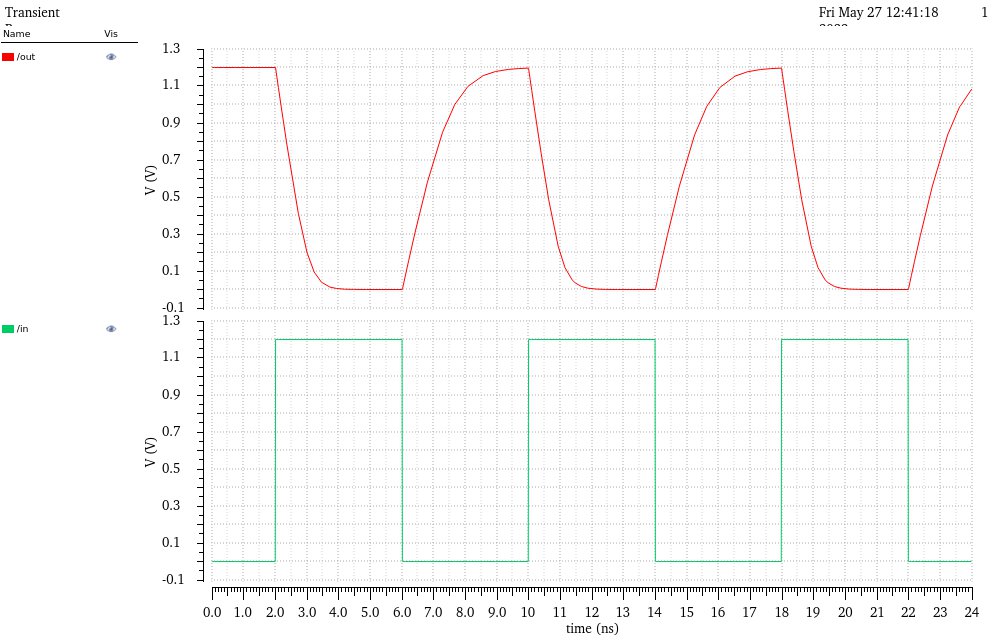 Transient
Fri May 27 12:41:18 1
Name Vis
/out
1.3
1.1
0.9
0.7
0.5
0.3
0.1
-0.1
V (V)
/in
1.3
1.1
0.9
0.7
0.5
0.3
0.1
-0.1
V (V)
0.0 1.0 2.0 3.0 4.0 5.0 6.0 7.0 8.0 9.0 10 11 12 13 14 15 16 17 18 19 20 21 22 23 24
time (ns)